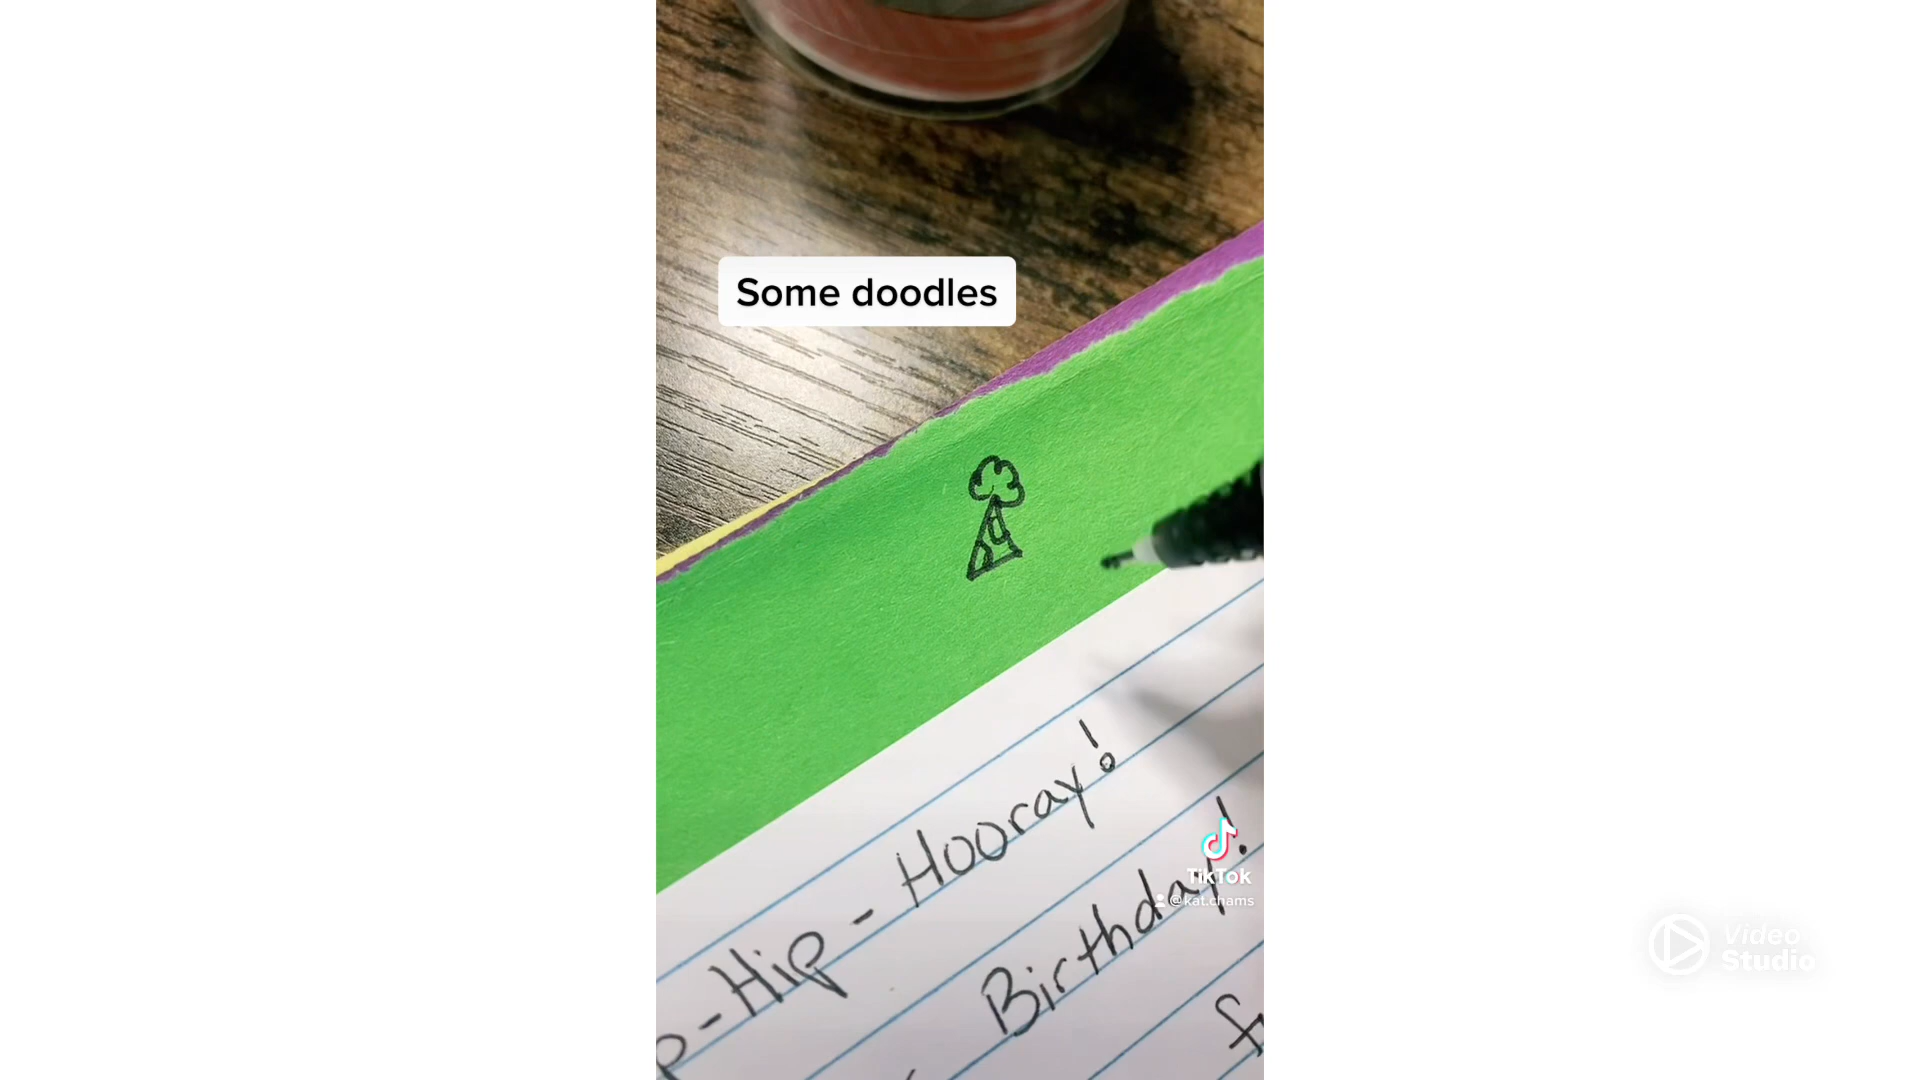 Some doodles
-Hip-Hooray!
Birthday!
TikTok
@kat.chams
Video
Studio